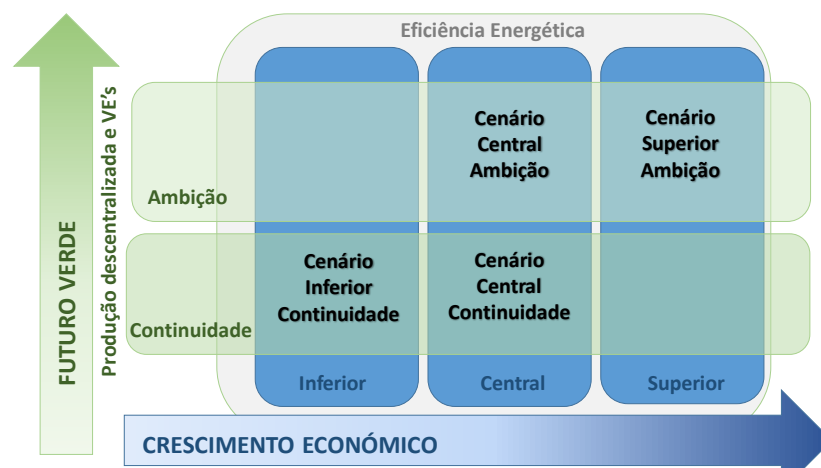 Eficiência Energética
FUTURO VERDE
Produção descentralizada e VE's
Cenário
Central
Ambição
Cenário
Superior
Ambição
Ambição
Cenário
Inferior
Continuidade
Cenário
Central
Continuidade
Continuidade
Inferior
Central
Superior
CRESCIMENTO ECONÓMICO